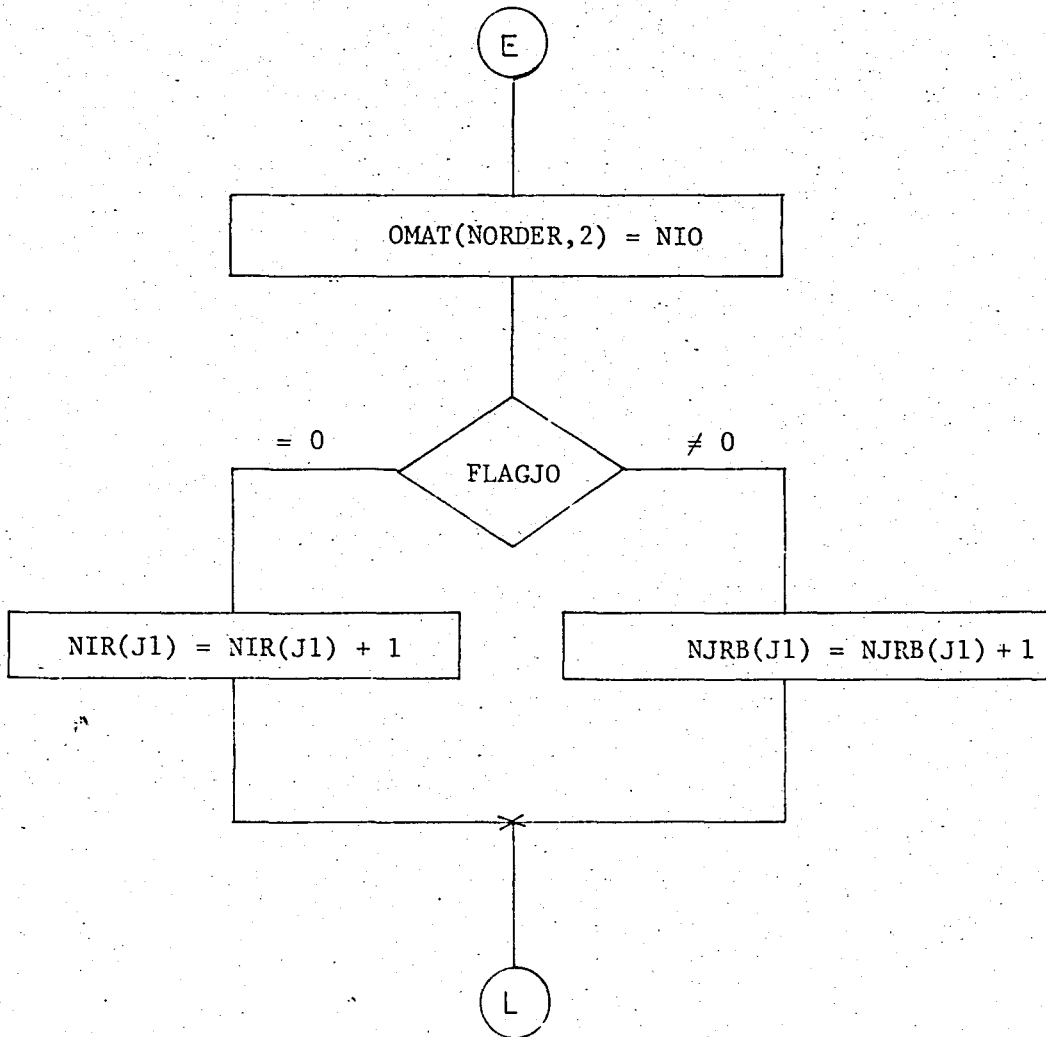 E
OMAT(NORDER,2) = NIO
= 0
≠ 0
FLAGJO
NIR(J1) = NIR(J1) + 1
NJRB(J1) = NJRB(J1) + 1
L